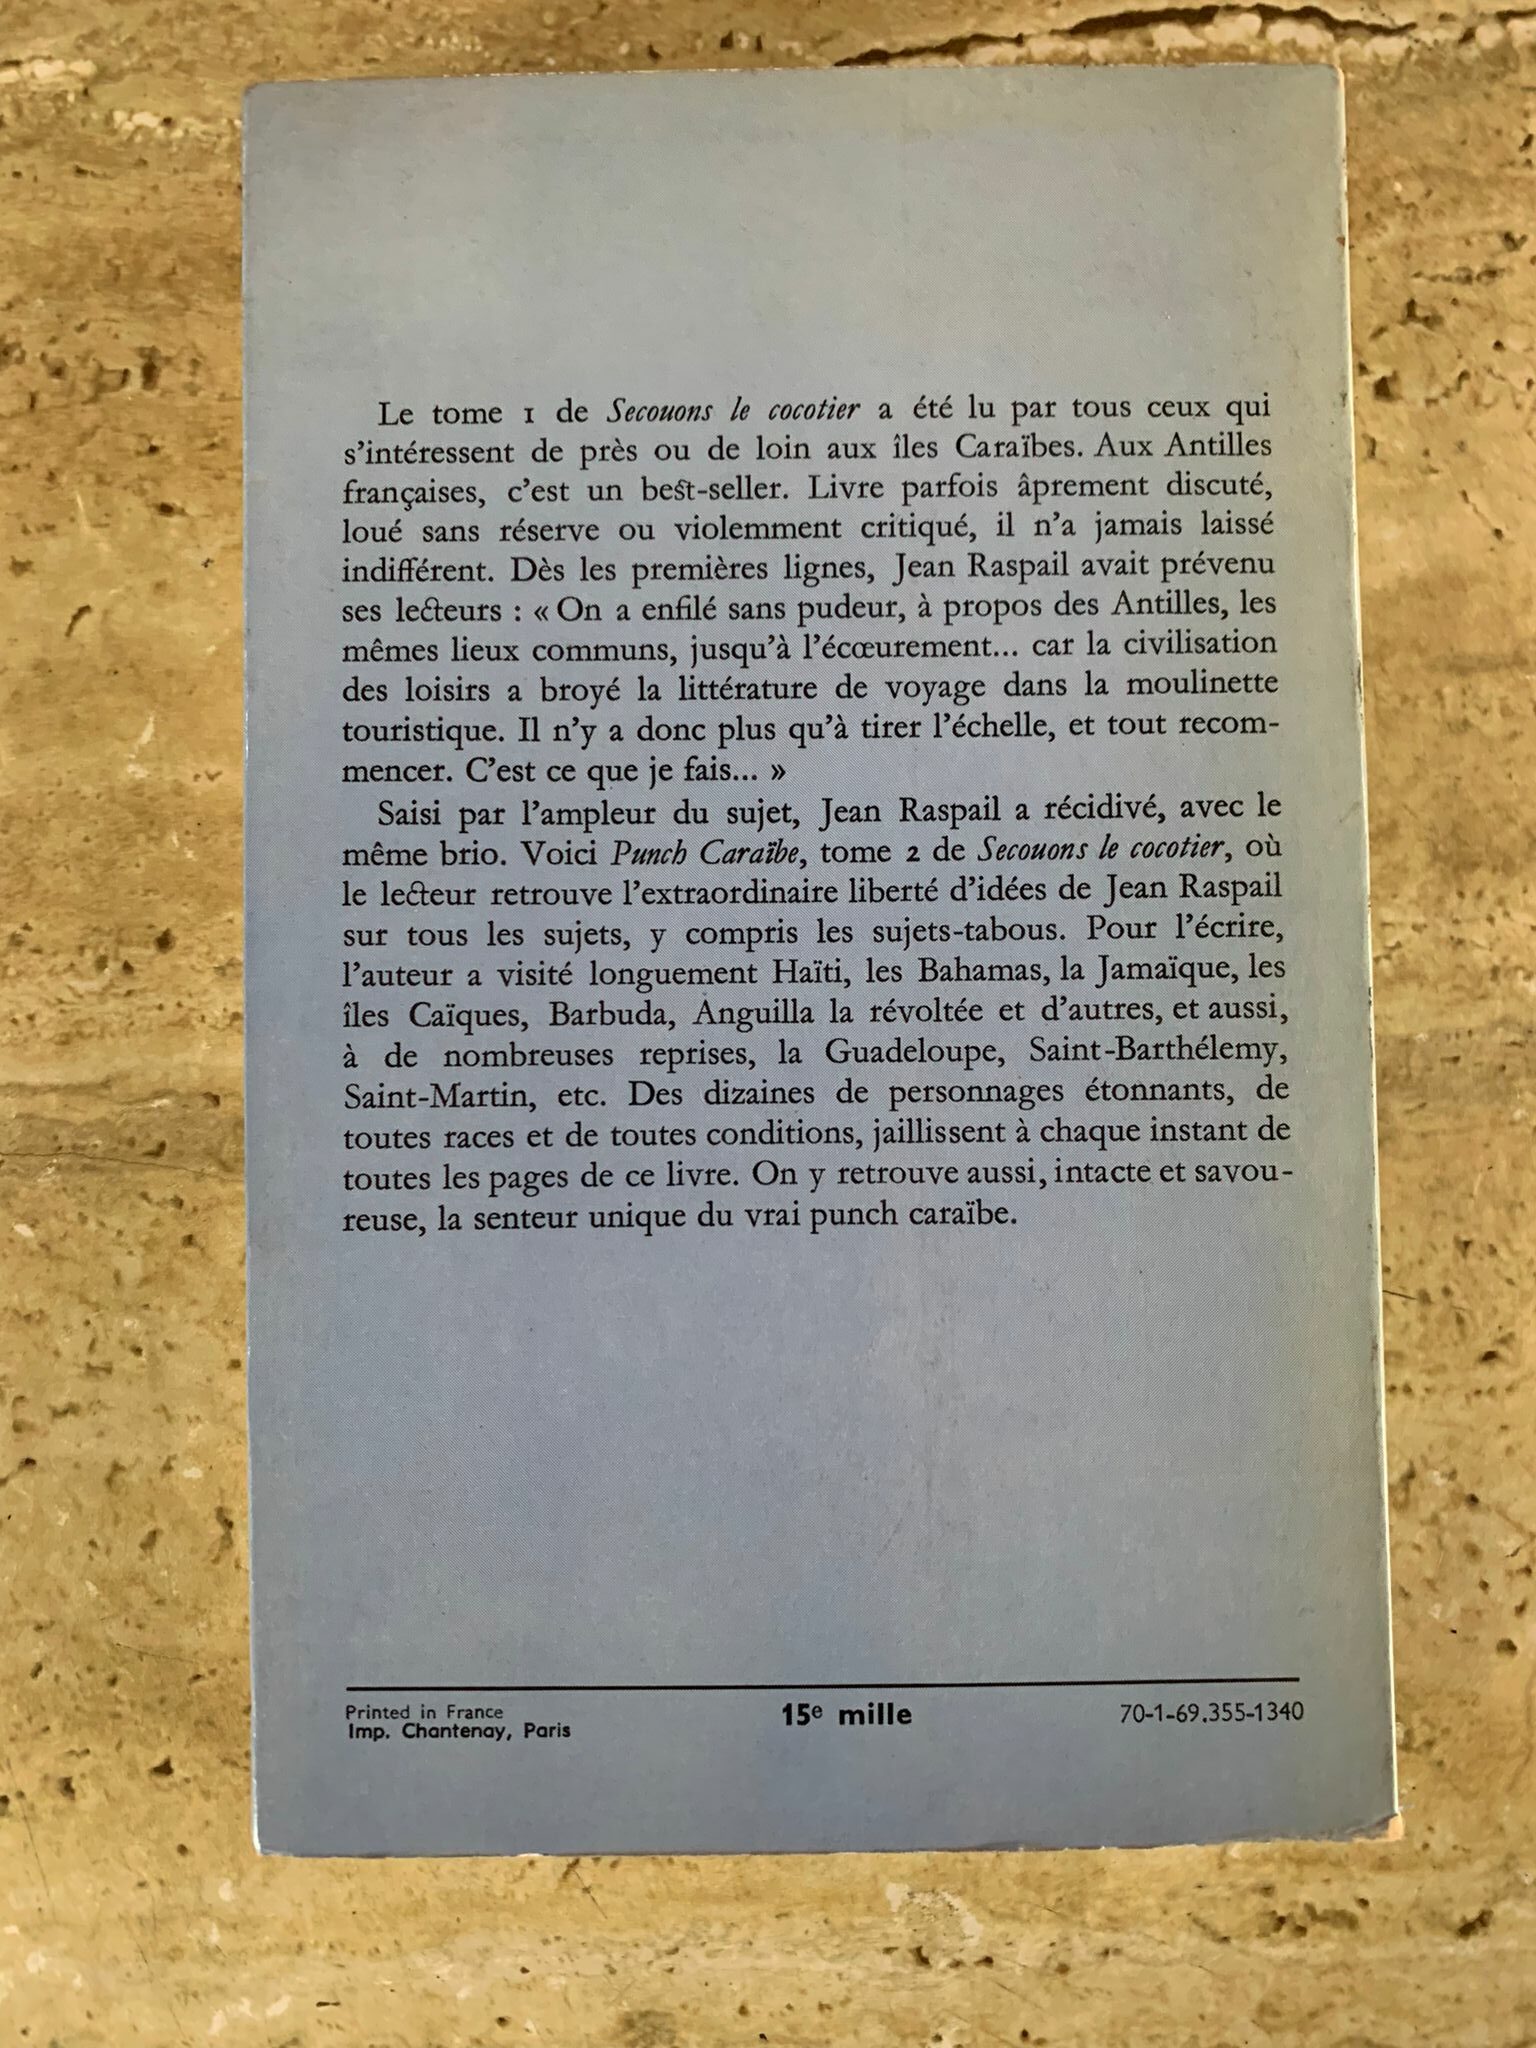 Le tome 1 de Secouons le cocotier a été lu par tous ceux qui
s'intéressent de près ou de loin aux îles Caraïbes. Aux Antilles
françaises, c'est un best-seller. Livre parfois âprement discuté,
loué sans réserve ou violemment critiqué, il n'a jamais laissé
indifférent. Dès les premières lignes, Jean Raspail avait prévenu
ses lecteurs : « On a enfilé sans pudeur, à propos des Antilles, les
mêmes lieux communs, jusqu'à l'écœurement... car la civilisation
des loisirs a broyé la littérature de voyage dans la moulinette
touristique. Il n'y a donc plus qu'à tirer l'échelle, et tout recom-
mencer. C'est ce que je fais... »
Saisi par l'ampleur du sujet, Jean Raspail a récidivé, avec le
même brio. Voici Punch Caraïbe, tome 2 de Secouons le cocotier, où
le lecteur retrouve l'extraordinaire liberté d'idées de Jean Raspail
sur tous les sujets, y compris les sujets-tabous. Pour l'écrire,
l'auteur a visité longuement Haïti, les Bahamas, la Jamaïque, les
îles Caïques, Barbuda, Anguilla la révoltée et d'autres, et aussi,
à de nombreuses reprises, la Guadeloupe, Saint-Barthélemy,
Saint-Martin, etc. Des dizaines de personnages étonnants, de
toutes races et de toutes conditions, jaillissent à chaque instant de
toutes les pages de ce livre. On y retrouve aussi, intacte et savou-
reuse, la senteur unique du vrai punch caraïbe.
Printed in France
Imp. Chantenay, Paris
15e mille
70-1-69.355-1340